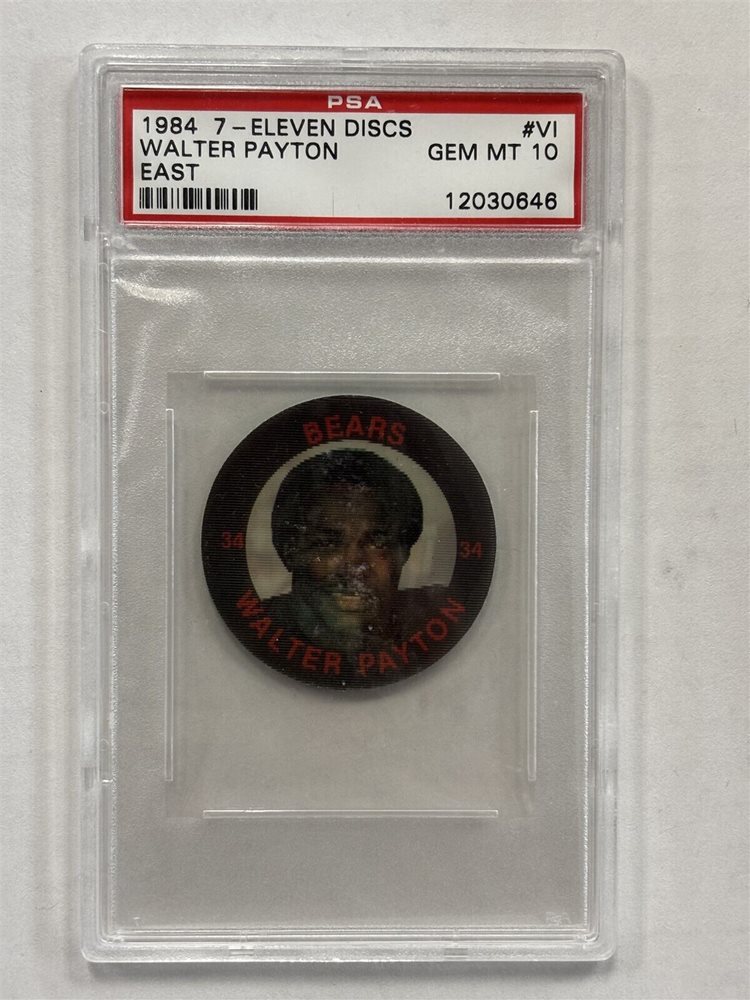 PSA
1984 7-ELEVEN DISCS #VI
WALTER PAYTON GEM MT 10
EAST
12030646
BEARS
34 34
WALTER PAYTON